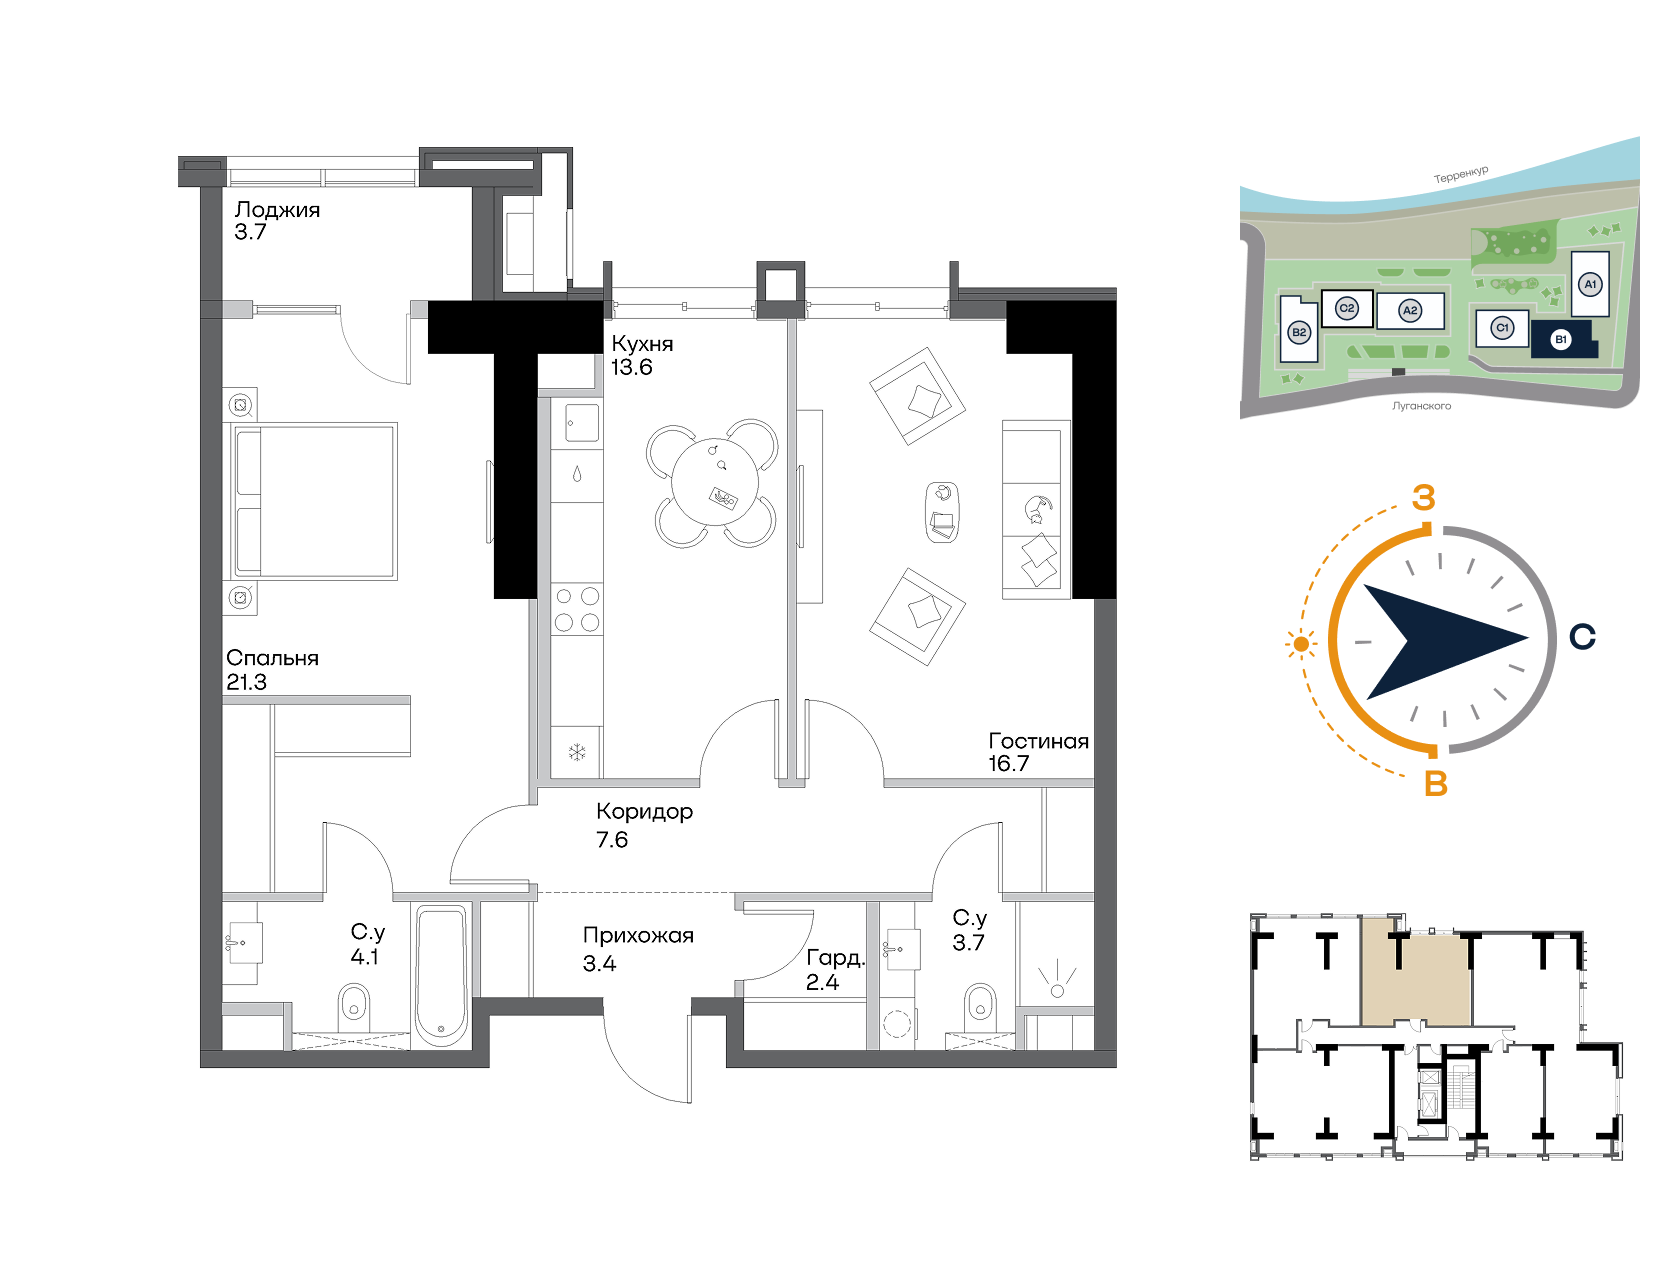 Лоджия
3.7
Кухня
13.6
Спальня
21.3
Гостиная
16.7
Коридор
7.6
С.у
4.1
Прихожая
3.4
Гард.
2.4
С.у
3.7
Терренкур
A1
C2
A2
B2
C1
B1
Луганского
З
С
В